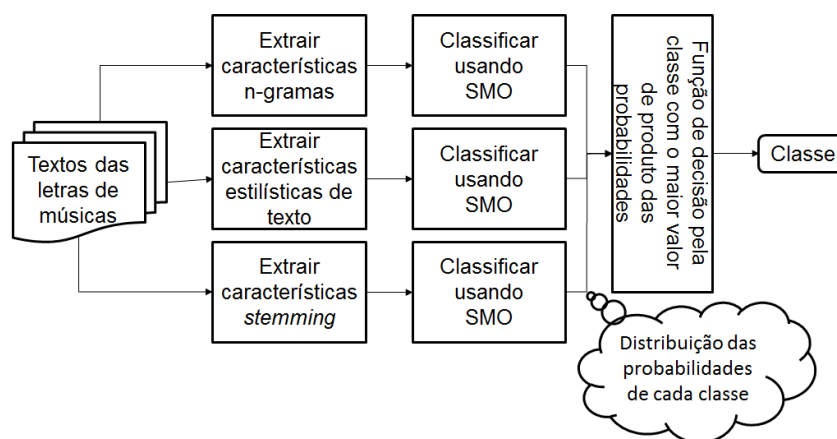 Textos das
letras de
músicas
Extrair
características
n-gramas
Classificar
usando
SMO
Extrair
características
estilísticas de
texto
Classificar
usando
SMO
Extrair
características
stemming
Classificar
usando
SMO
Função de decisão pela
classe com o maior valor
de produto das
probabilidades
Classe
Distribuição das
probabilidades
de cada classe